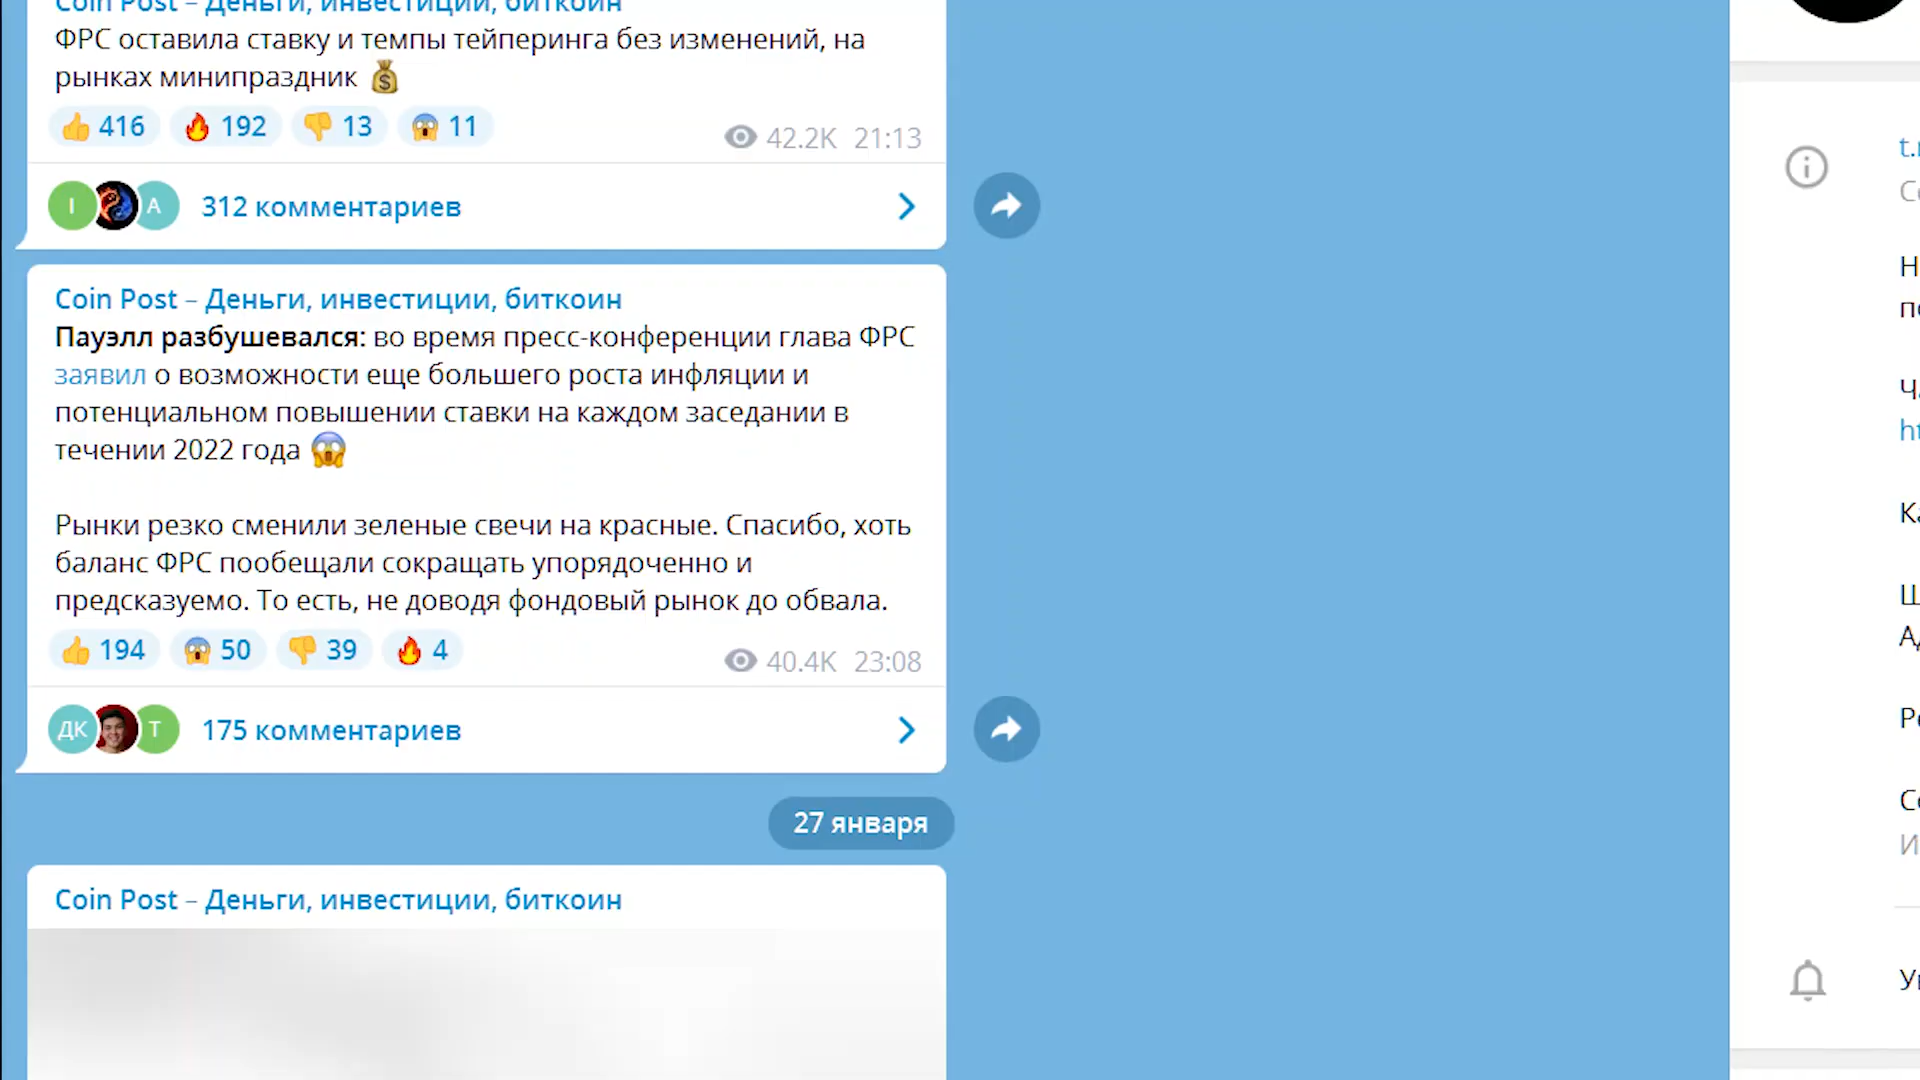 Coin Post – Деньги, инвестиции, биткоин
ФРС оставила ставку и темпы тейперинга без изменений, на
рынках минипраздник 💰
👍 416 🔥 192 👎 13 😱 11
42.2K 21:13
I A 312 комментариев
Coin Post – Деньги, инвестиции, биткоин
Пауэлл разбушевался: во время пресс-конференции глава ФРС
заявил о возможности еще большего роста инфляции и
потенциальном повышении ставки на каждом заседании в
течении 2022 года 😱
Рынки резко сменили зеленые свечи на красные. Спасибо, хоть
баланс ФРС пообещали сокращать упорядоченно и
предсказуемо. То есть, не доводя фондовый рынок до обвала.
👍 194 😱 50 👎 39 🔥 4
40.4K 23:08
ДК Т 175 комментариев
27 января
Coin Post – Деньги, инвестиции, биткоин